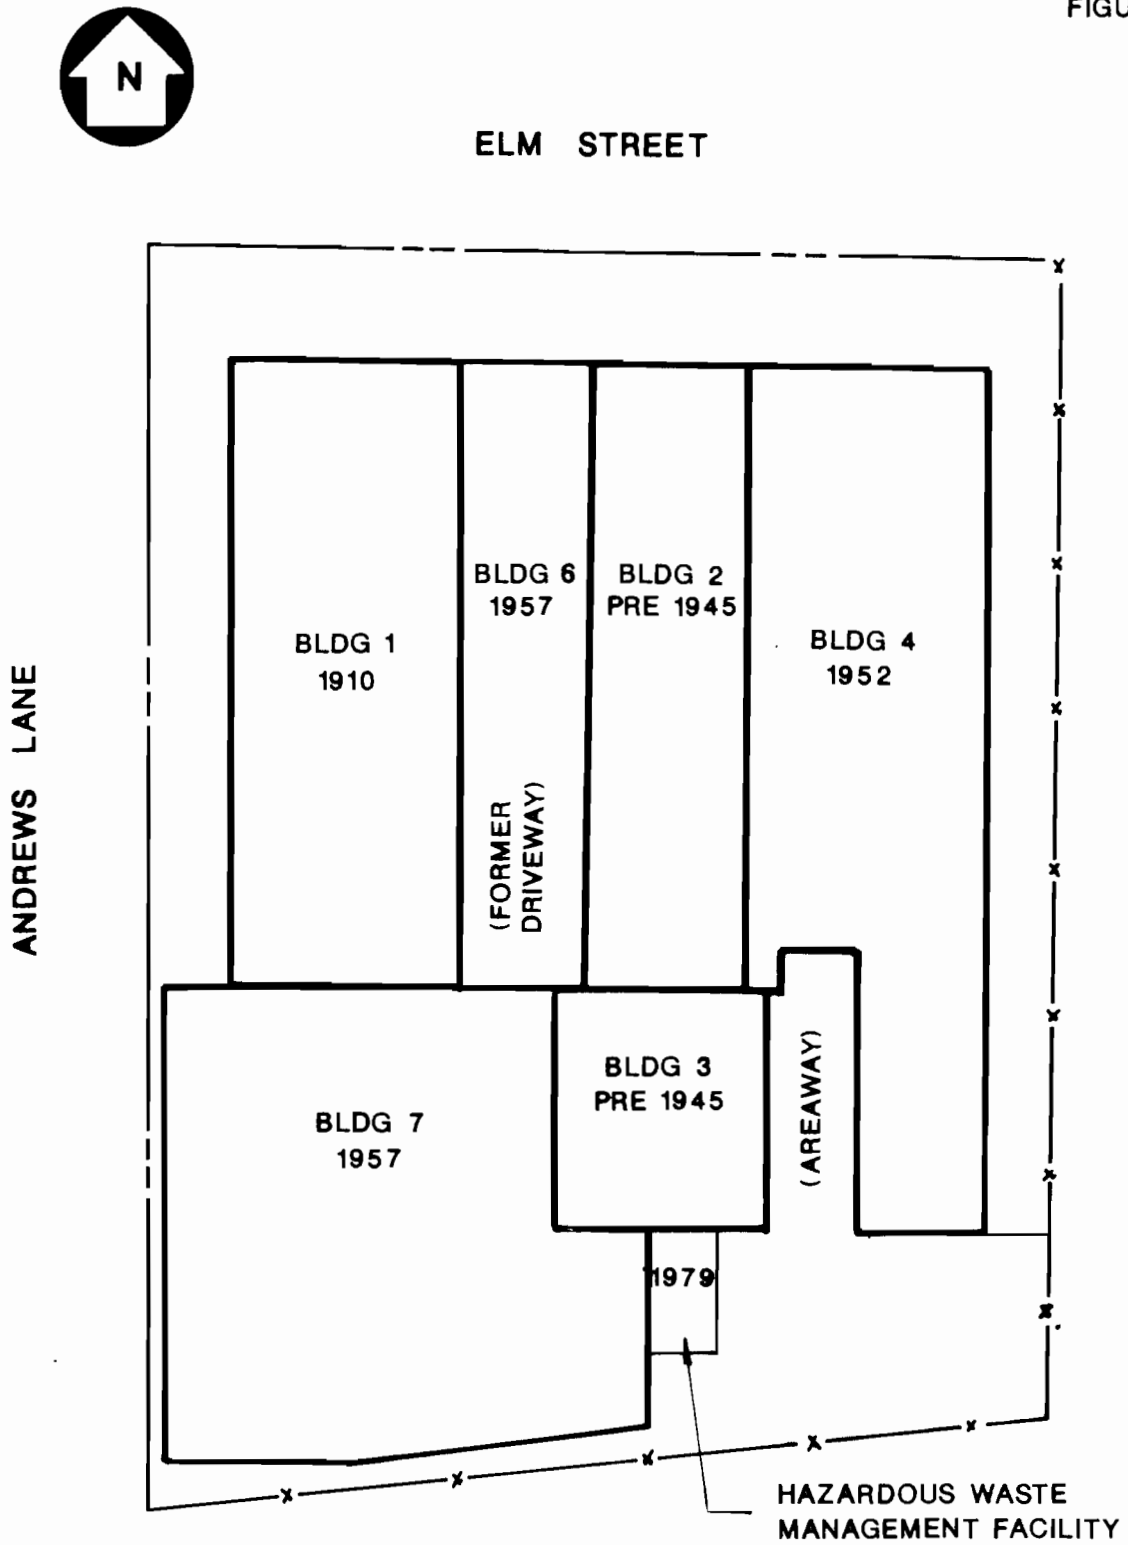 FIGU
N
ELM STREET
ANDREWS LANE
BLDG 6
1957
BLDG 2
PRE 1945
BLDG 1
1910
BLDG 4
1952
(FORMER
DRIVEWAY)
BLDG 3
PRE 1945
(AREAWAY)
BLDG 7
1957
1979
HAZARDOUS WASTE
MANAGEMENT FACILITY